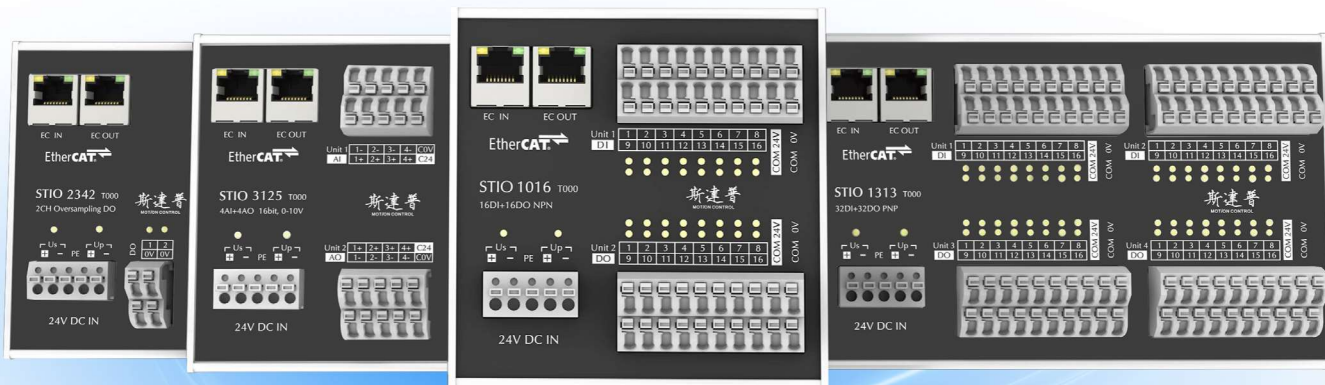 EC IN EC OUT
EtherCAT
STIO 2342 T000
2CH Oversampling DO
Us Up
+ − PE + −
DO 1 2
0V 0V
24V DC IN
EC IN EC OUT
EtherCAT
Unit 1 1- 2- 3- 4- C0V
AI 1+ 2+ 3+ 4+ C24
STIO 3125 T000
4AI+4AO 16bit, 0-10V
斯達普
MOTION CONTROL
Us Up
+ − PE + −
Unit 2 1+ 2+ 3+ 4+ C24
AO 1- 2- 3- 4- C0V
24V DC IN
EC IN EC OUT
EtherCAT
Unit 1 1 2 3 4 5 6 7 8
DI 9 10 11 12 13 14 15 16
COM 24V
COM 0V
STIO 1016 T000
16DI+16DO NPN
斯達普
MOTION CONTROL
Us Up
+ − PE + −
Unit 2 1 2 3 4 5 6 7 8
DO 9 10 11 12 13 14 15 16
COM 24V
COM 0V
24V DC IN
EC IN EC OUT
EtherCAT
Unit 1 1 2 3 4 5 6 7 8
DI 9 10 11 12 13 14 15 16
COM 24V
COM 0V
Unit 2 1 2 3 4 5 6 7 8
DI 9 10 11 12 13 14 15 16
COM 24V
COM 0V
STIO 1313 T000
32DI+32DO PNP
斯達普
MOTION CONTROL
Us Up
+ − PE + −
Unit 3 1 2 3 4 5 6 7 8
DO 9 10 11 12 13 14 15 16
COM 24V
COM 0V
Unit 4 1 2 3 4 5 6 7 8
DO 9 10 11 12 13 14 15 16
COM 24V
COM 0V
24V DC IN